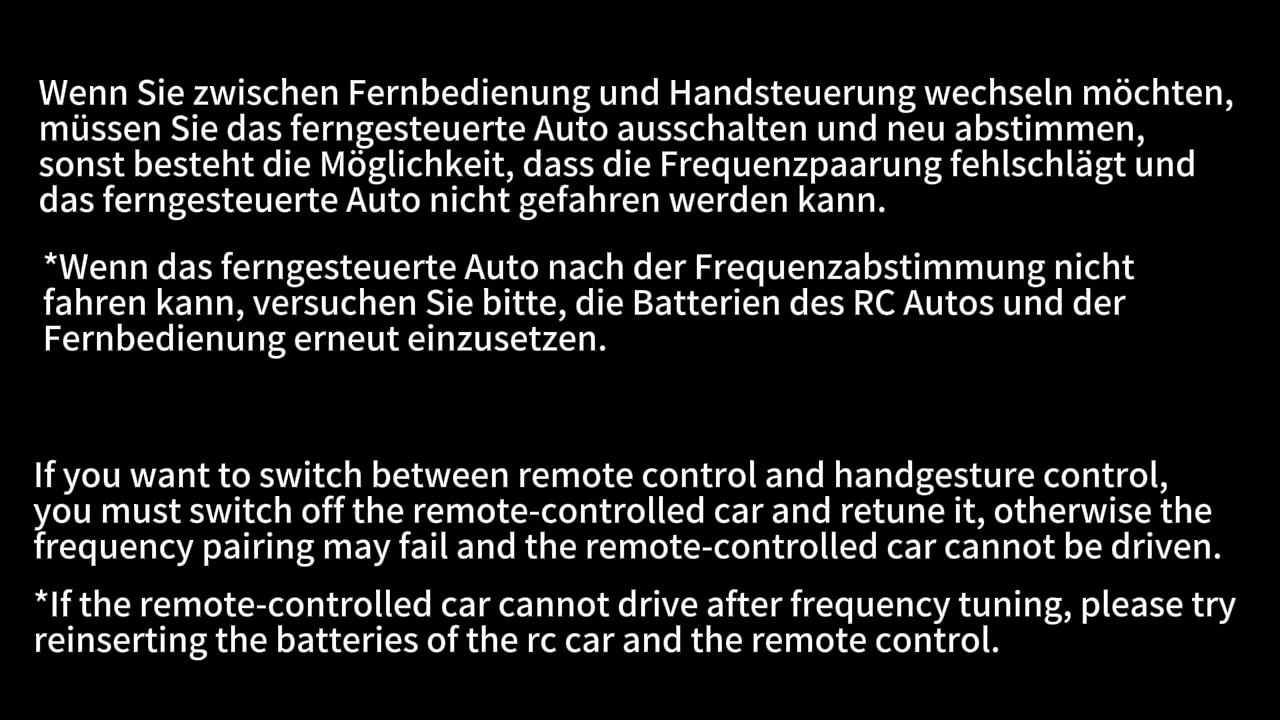 Wenn Sie zwischen Fernbedienung und Handsteuerung wechseln möchten,
müssen Sie das ferngesteuerte Auto ausschalten und neu abstimmen,
sonst besteht die Möglichkeit, dass die Frequenzpaarung fehlschlägt und
das ferngesteuerte Auto nicht gefahren werden kann.
*Wenn das ferngesteuerte Auto nach der Frequenzabstimmung nicht
fahren kann, versuchen Sie bitte, die Batterien des RC Autos und der
Fernbedienung erneut einzusetzen.
If you want to switch between remote control and handgesture control,
you must switch off the remote-controlled car and retune it, otherwise the
frequency pairing may fail and the remote-controlled car cannot be driven.
*If the remote-controlled car cannot drive after frequency tuning, please try
reinserting the batteries of the rc car and the remote control.